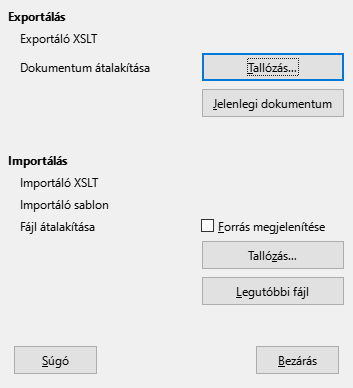 Exportálás
Exportáló XSLT
Dokumentum átalakítása
Tallózás...
Jelenlegi dokumentum
Importálás
Importáló XSLT
Importáló sablon
Fájl átalakítása
Forrás megjelenítése
Tallózás...
Legutóbbi fájl
Súgó
Bezárás